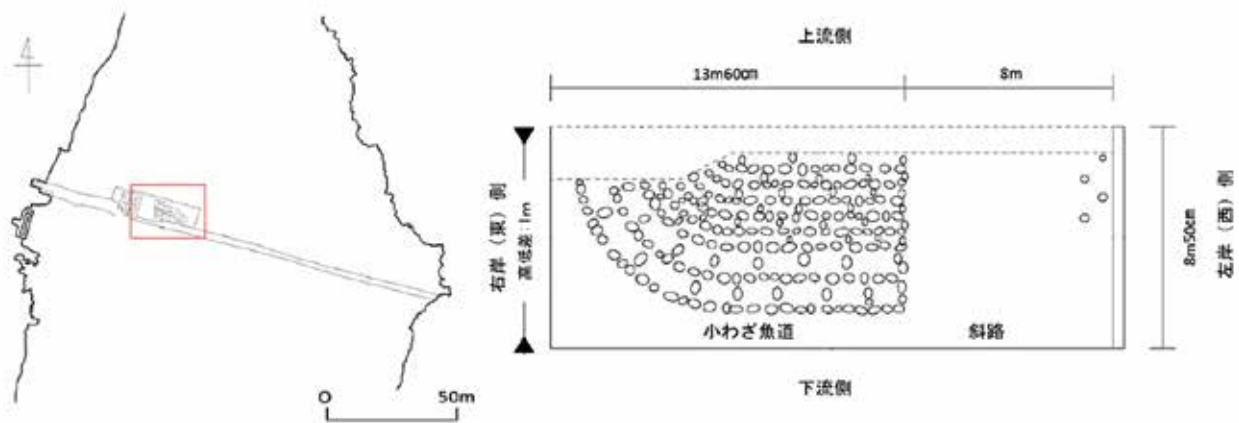 4
上流側
13m60cm
8m
右岸（東）側
高低差：1m
8m50cm
左岸（西）側
小わざ魚道
斜路
下流側
0
50m